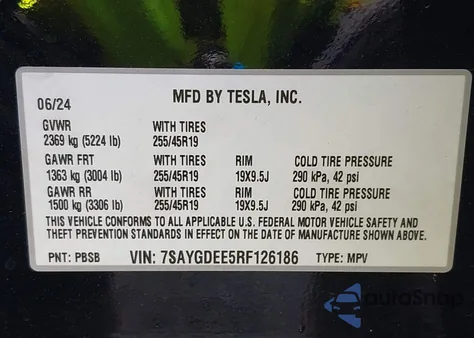 06/24 MFD BY TESLA, INC.
GVWR WITH TIRES
2369 kg (5224 lb) 255/45R19
GAWR FRT WITH TIRES RIM COLD TIRE PRESSURE
1363 kg (3004 lb) 255/45R19 19X9.5J 290 kPa, 42 psi
GAWR RR WITH TIRES RIM COLD TIRE PRESSURE
1500 kg (3306 lb) 255/45R19 19X9.5J 290 kPa, 42 psi
THIS VEHICLE CONFORMS TO ALL APPLICABLE U.S. FEDERAL MOTOR VEHICLE SAFETY AND
THEFT PREVENTION STANDARDS IN EFFECT ON THE DATE OF MANUFACTURE SHOWN ABOVE.
PNT: PBSB VIN: 7SAYGDEE5RF126186 TYPE: MPV
autoSnap